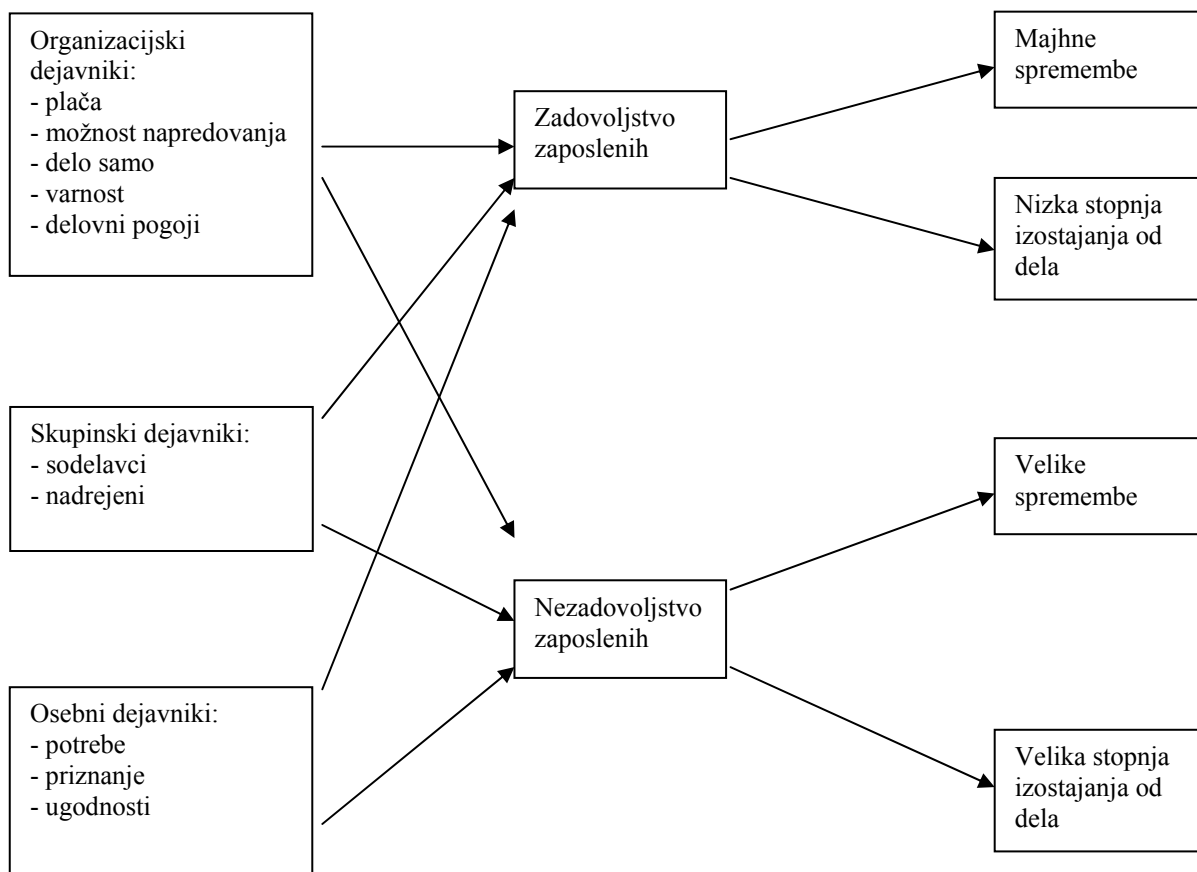 Organizacijski
dejavniki:
- plača
- možnost napredovanja
- delo samo
- varnost
- delovni pogoji
Skupinski dejavniki:
- sodelavci
- nadrejeni
Osebni dejavniki:
- potrebe
- priznanje
- ugodnosti
Zadovoljstvo
zaposlenih
Nezadovoljstvo
zaposlenih
Majhne
spremembe
Nizka stopnja
izostajanja od
dela
Velike
spremembe
Velika stopnja
izostajanja od
dela